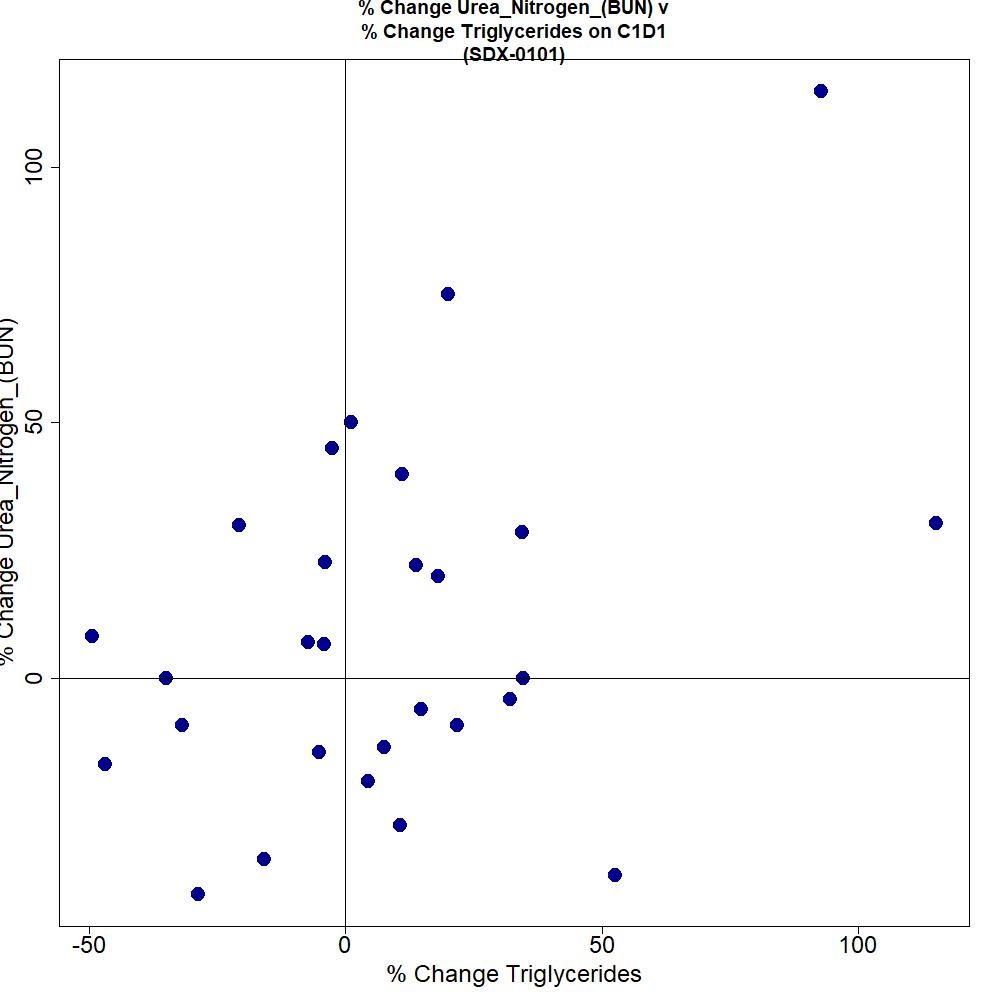 % Change Urea_Nitrogen_(BUN) v
% Change Triglycerides on C1D1
(SDX-0101)
% Change Urea_Nitrogen_(BUN)
100
50
0
-50
0
50
100
% Change Triglycerides